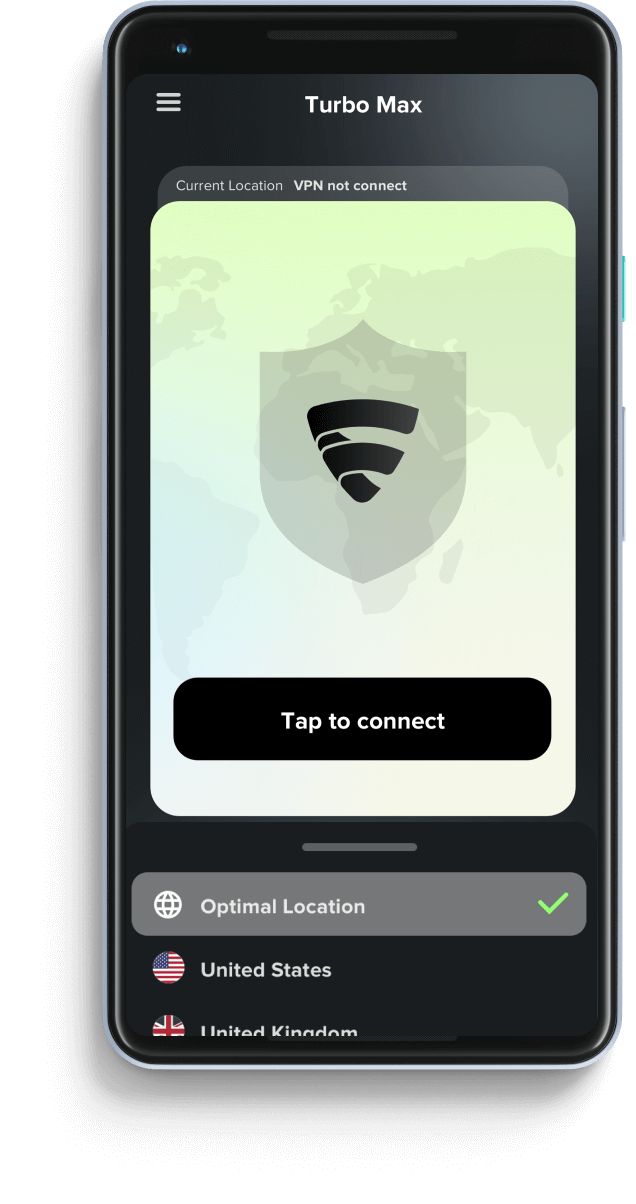 Turbo Max
Current Location VPN not connect
Tap to connect
Optimal Location
United States
United Kingdom